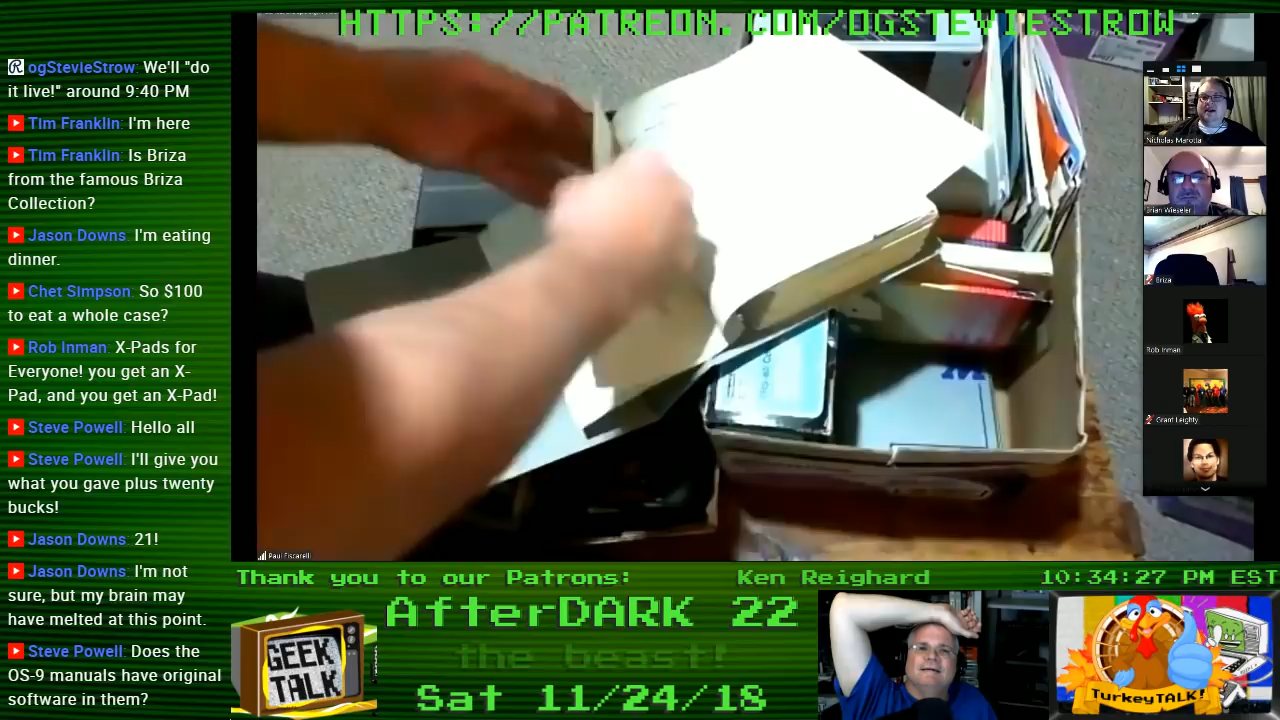 HTTPS://PATREON.COM/OGSTEVIESTROW
ogStevieStrow: We'll "do
it live!" around 9:40 PM
Tim Franklin: I'm here
Tim Franklin: Is Briza
from the famous Briza
Collection?
Jason Downs: I'm eating
dinner.
Chet SImpson: So $100
to eat a whole case?
Rob Inman: X-Pads for
Everyone! you get an X-
Pad, and you get an X-Pad!
Steve Powell: Hello all
Steve Powell: I'll give you
what you gave plus twenty
bucks!
Jason Downs: 21!
Jason Downs: I'm not
sure, but my brain may
have melted at this point.
Steve Powell: Does the
OS-9 manuals have original
software in them?
Nicholas Marotta
Brian Wieseler
Briza
Rob Inman
Grant Leighty
Paul Fiscarelli
Thank you to our Patrons:
Ken Reighard
10:34:27 PM EST
GEEK
TALK
AfterDARK 22
the beast!
Sat 11/24/18
TurkeyTALK!